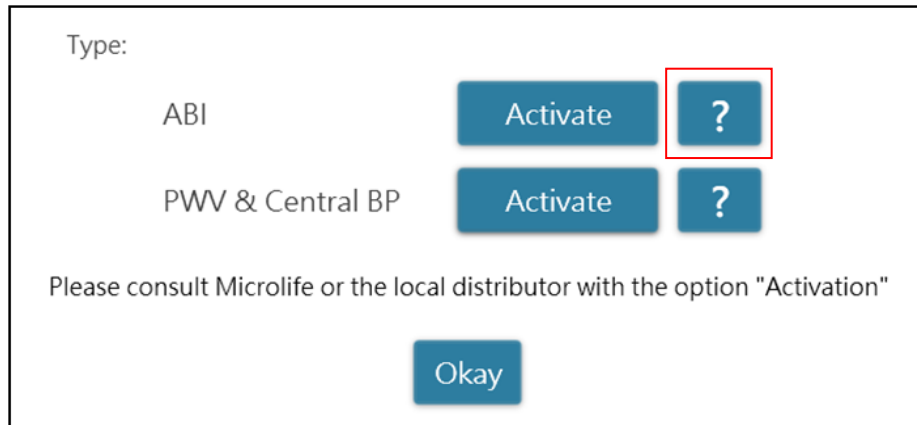 Type:
ABI Activate ?
PWV & Central BP Activate ?
Please consult Microlife or the local distributor with the option "Activation"
Okay